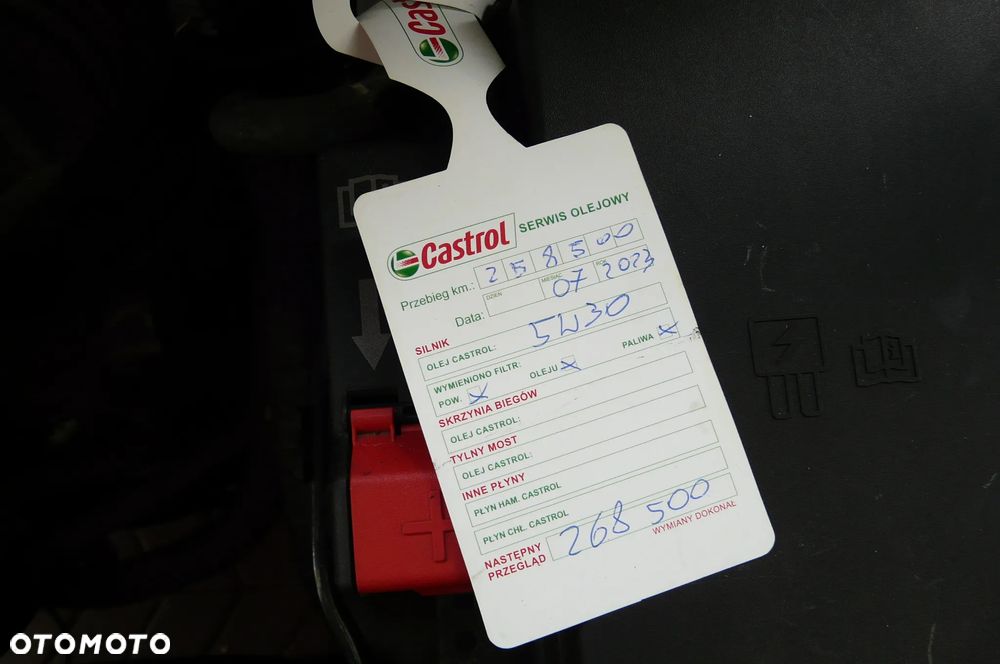 Castrol
Castrol SERWIS OLEJOWY
Przebieg km.: 258500
DZIEŃ MIESIĄC ROK
Data: 07 2023
SILNIK
OLEJ CASTROL: 5W30
WYMIENIONO FILTR:
POW. OLEJU PALIWA
SKRZYNIA BIEGÓW
OLEJ CASTROL:
TYLNY MOST
OLEJ CASTROL:
INNE PŁYNY
PŁYN HAM. CASTROL
PŁYN CHŁ. CASTROL
NASTĘPNY PRZEGLĄD 268 500
WYMIANY DOKONAŁ
OTOMOTO